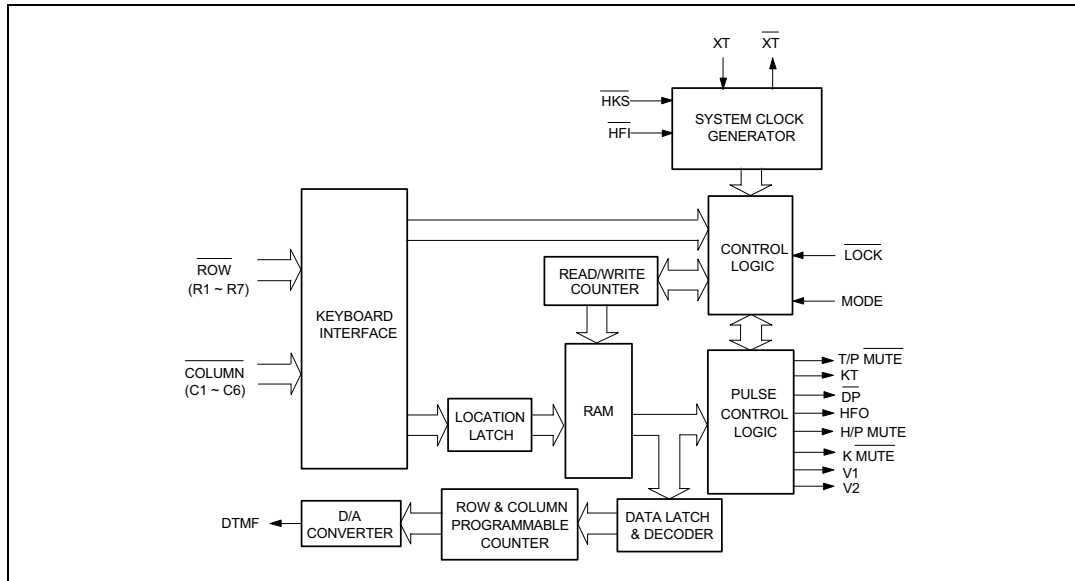 XT
XT
HKS
HFI
SYSTEM CLOCK
GENERATOR
ROW
(R1 ~ R7)
COLUMN
(C1 ~ C6)
KEYBOARD
INTERFACE
READ/WRITE
COUNTER
CONTROL
LOGIC
LOCK
MODE
LOCATION
LATCH
RAM
PULSE
CONTROL
LOGIC
T/P MUTE
KT
DP
HFO
H/P MUTE
K MUTE
V1
V2
DTMF
D/A
CONVERTER
ROW & COLUMN
PROGRAMMABLE
COUNTER
DATA LATCH
& DECODER